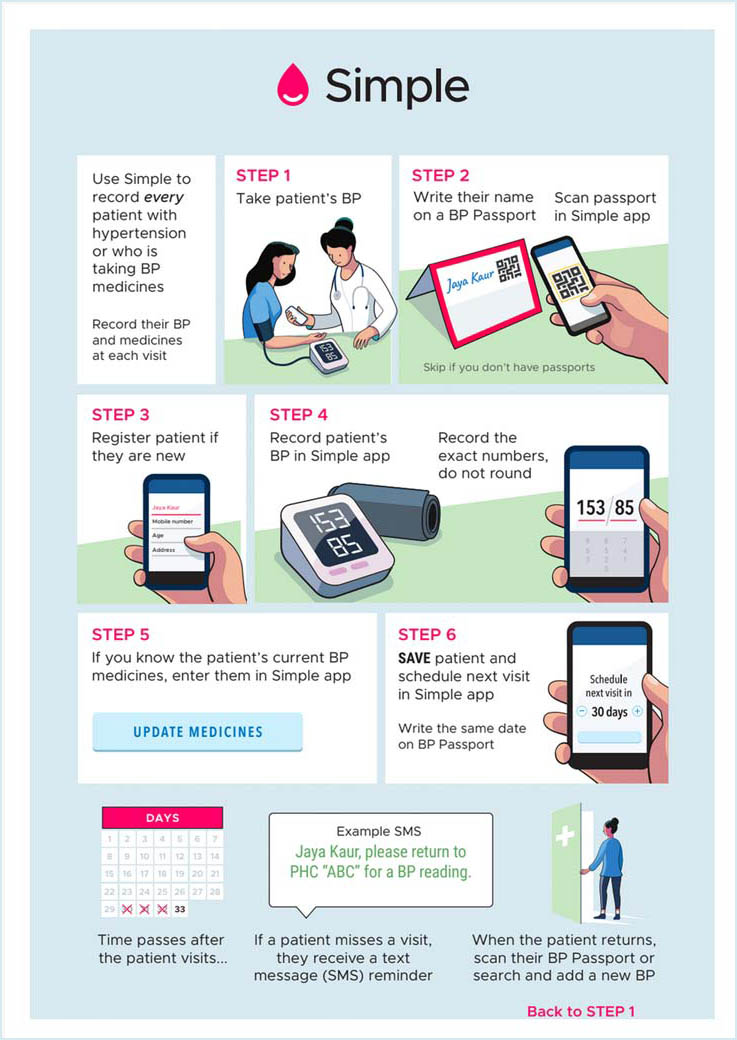 Simple
Use Simple to
record every
patient with
hypertension
or who is
taking BP
medicines
Record their BP
and medicines
at each visit
STEP 1
Take patient's BP
153
85
STEP 2
Write their name
on a BP Passport
Scan passport
in Simple app
Jaya Kaur
Skip if you don't have passports
STEP 3
Register patient if
they are new
Jaya Kaur
Mobile number
Age
Address
STEP 4
Record patient's
BP in Simple app
153
85
Record the
exact numbers,
do not round
153/85
STEP 5
If you know the patient's current BP
medicines, enter them in Simple app
UPDATE MEDICINES
STEP 6
SAVE patient and
schedule next visit
in Simple app
Write the same date
on BP Passport
Schedule
next visit in
− 30 days +
DAYS
1 2 3 4 5 6 7
8 9 10 11 12 13 14
15 16 17 18 19 20 21
22 23 24 25 26 27 28
29 33
Time passes after
the patient visits...
Example SMS
Jaya Kaur, please return to
PHC "ABC" for a BP reading.
If a patient misses a visit,
they receive a text
message (SMS) reminder
When the patient returns,
scan their BP Passport or
search and add a new BP
Back to STEP 1